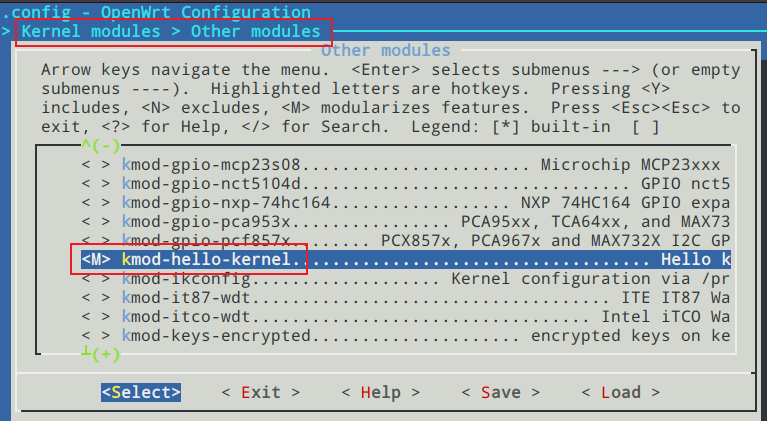 .config - OpenWrt Configuration
> Kernel modules > Other modules
Other modules
Arrow keys navigate the menu.  <Enter> selects submenus ---> (or empty
submenus ----).  Highlighted letters are hotkeys.  Pressing <Y>
includes, <N> excludes, <M> modularizes features.  Press <Esc><Esc> to
exit, <?> for Help, </> for Search.  Legend: [*] built-in  [ ]
^(-)
< > kmod-gpio-mcp23s08....................... Microchip MCP23xxx
< > kmod-gpio-nct5104d................................ GPIO nct5
< > kmod-gpio-nxp-74hc164................. NXP 74HC164 GPIO expa
< > kmod-gpio-pca953x................ PCA95xx, TCA64xx, and MAX73
< > kmod-gpio-pcf857x........ PCX857x, PCA967x and MAX732X I2C GP
<M> kmod-hello-kernel.................................... Hello k
< > kmod-ikconfig..................... Kernel configuration via /pr
< > kmod-it87-wdt.................................... ITE IT87 Wa
< > kmod-itco-wdt................................... Intel iTCO Wa
< > kmod-keys-encrypted..................... encrypted keys on ke
┴(+)
<Select>    < Exit >    < Help >    < Save >    < Load >